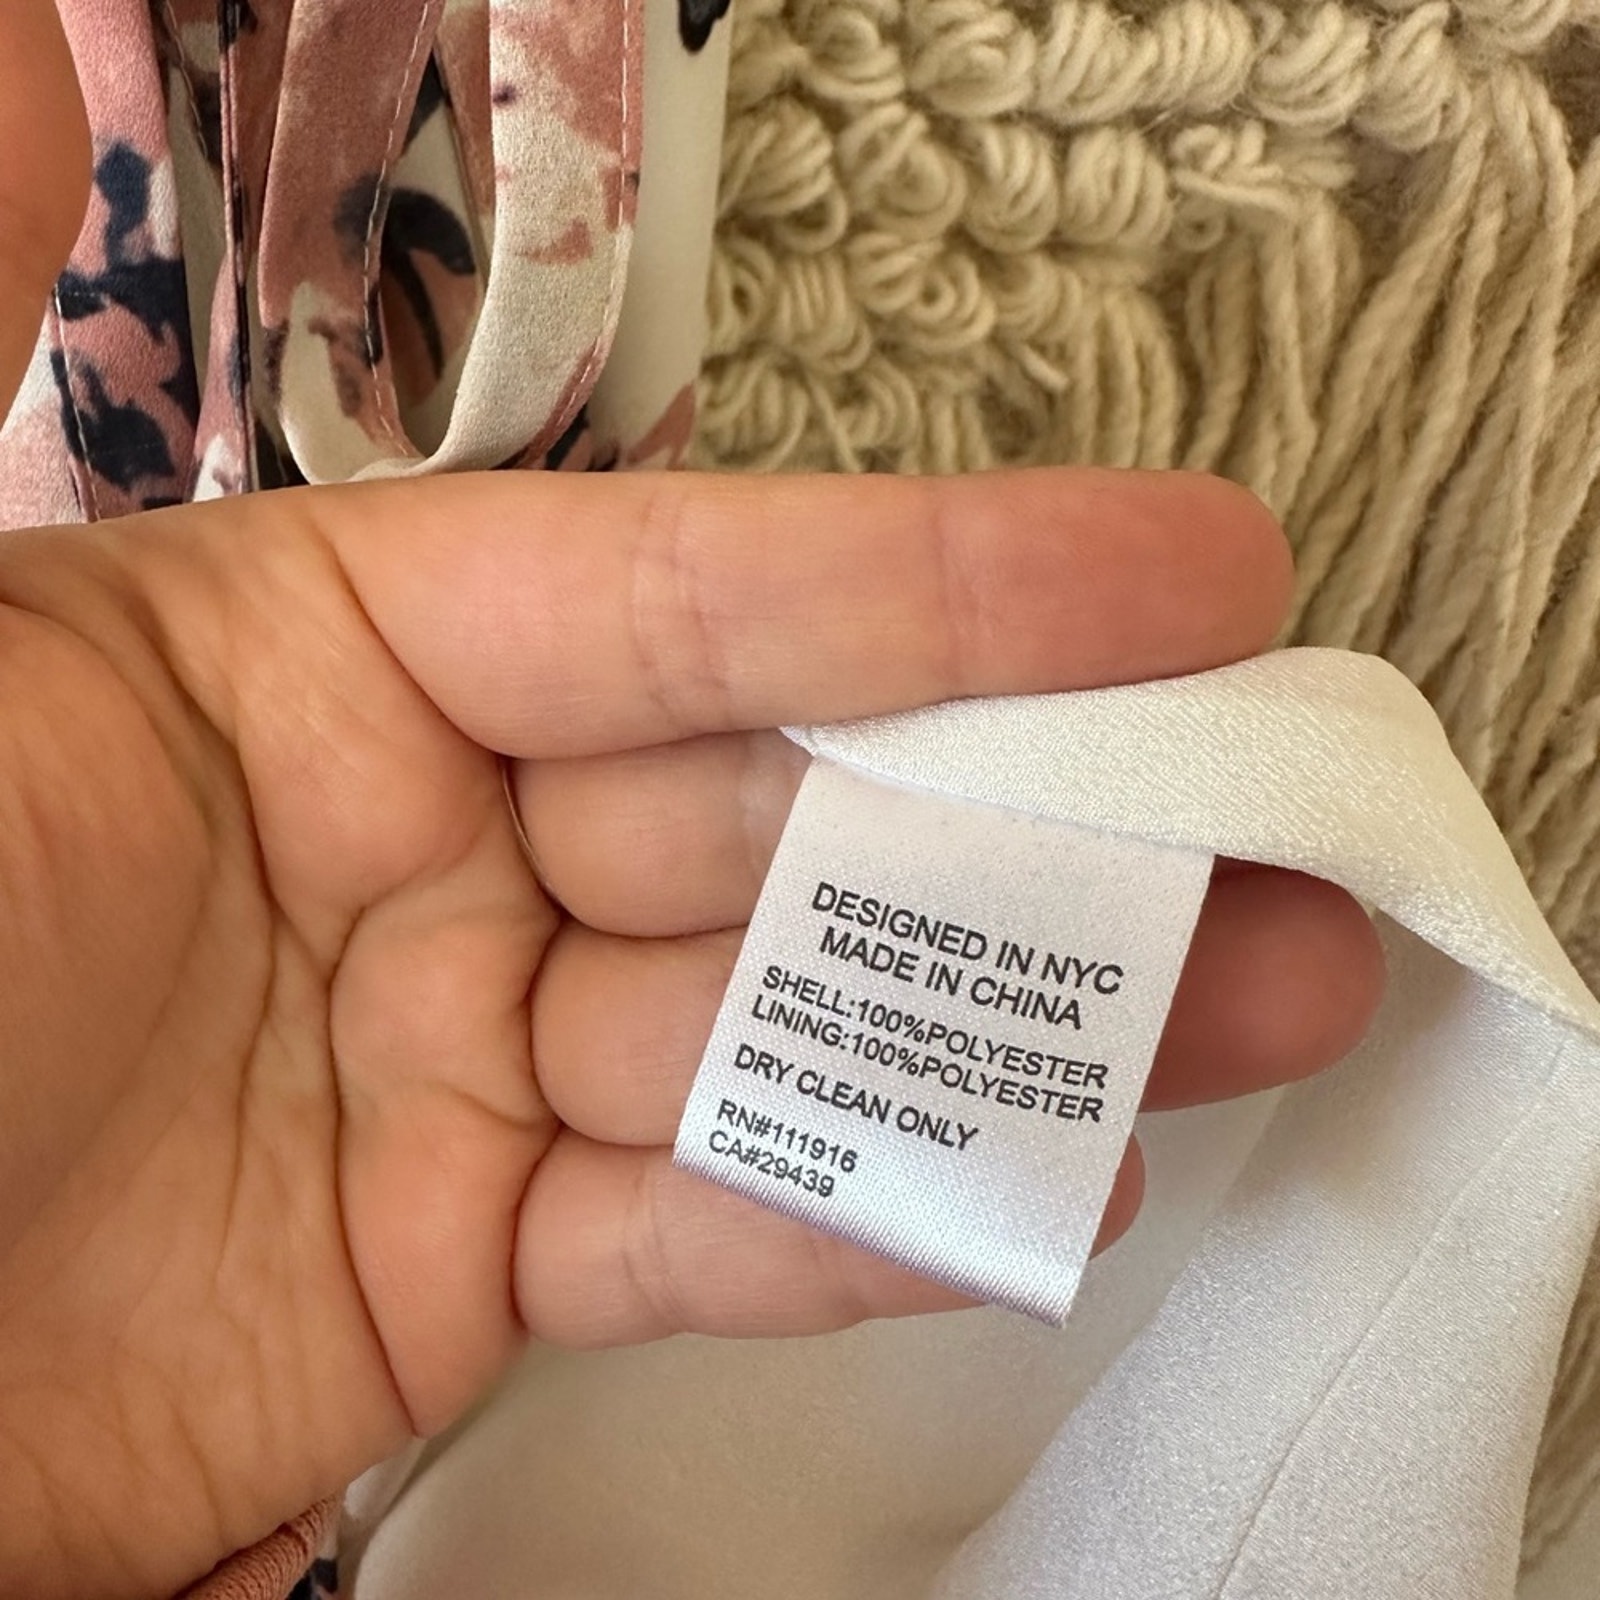 DESIGNED IN NYC
MADE IN CHINA
SHELL:100%POLYESTER
LINING:100%POLYESTER
DRY CLEAN ONLY
RN#111916
CA#29439